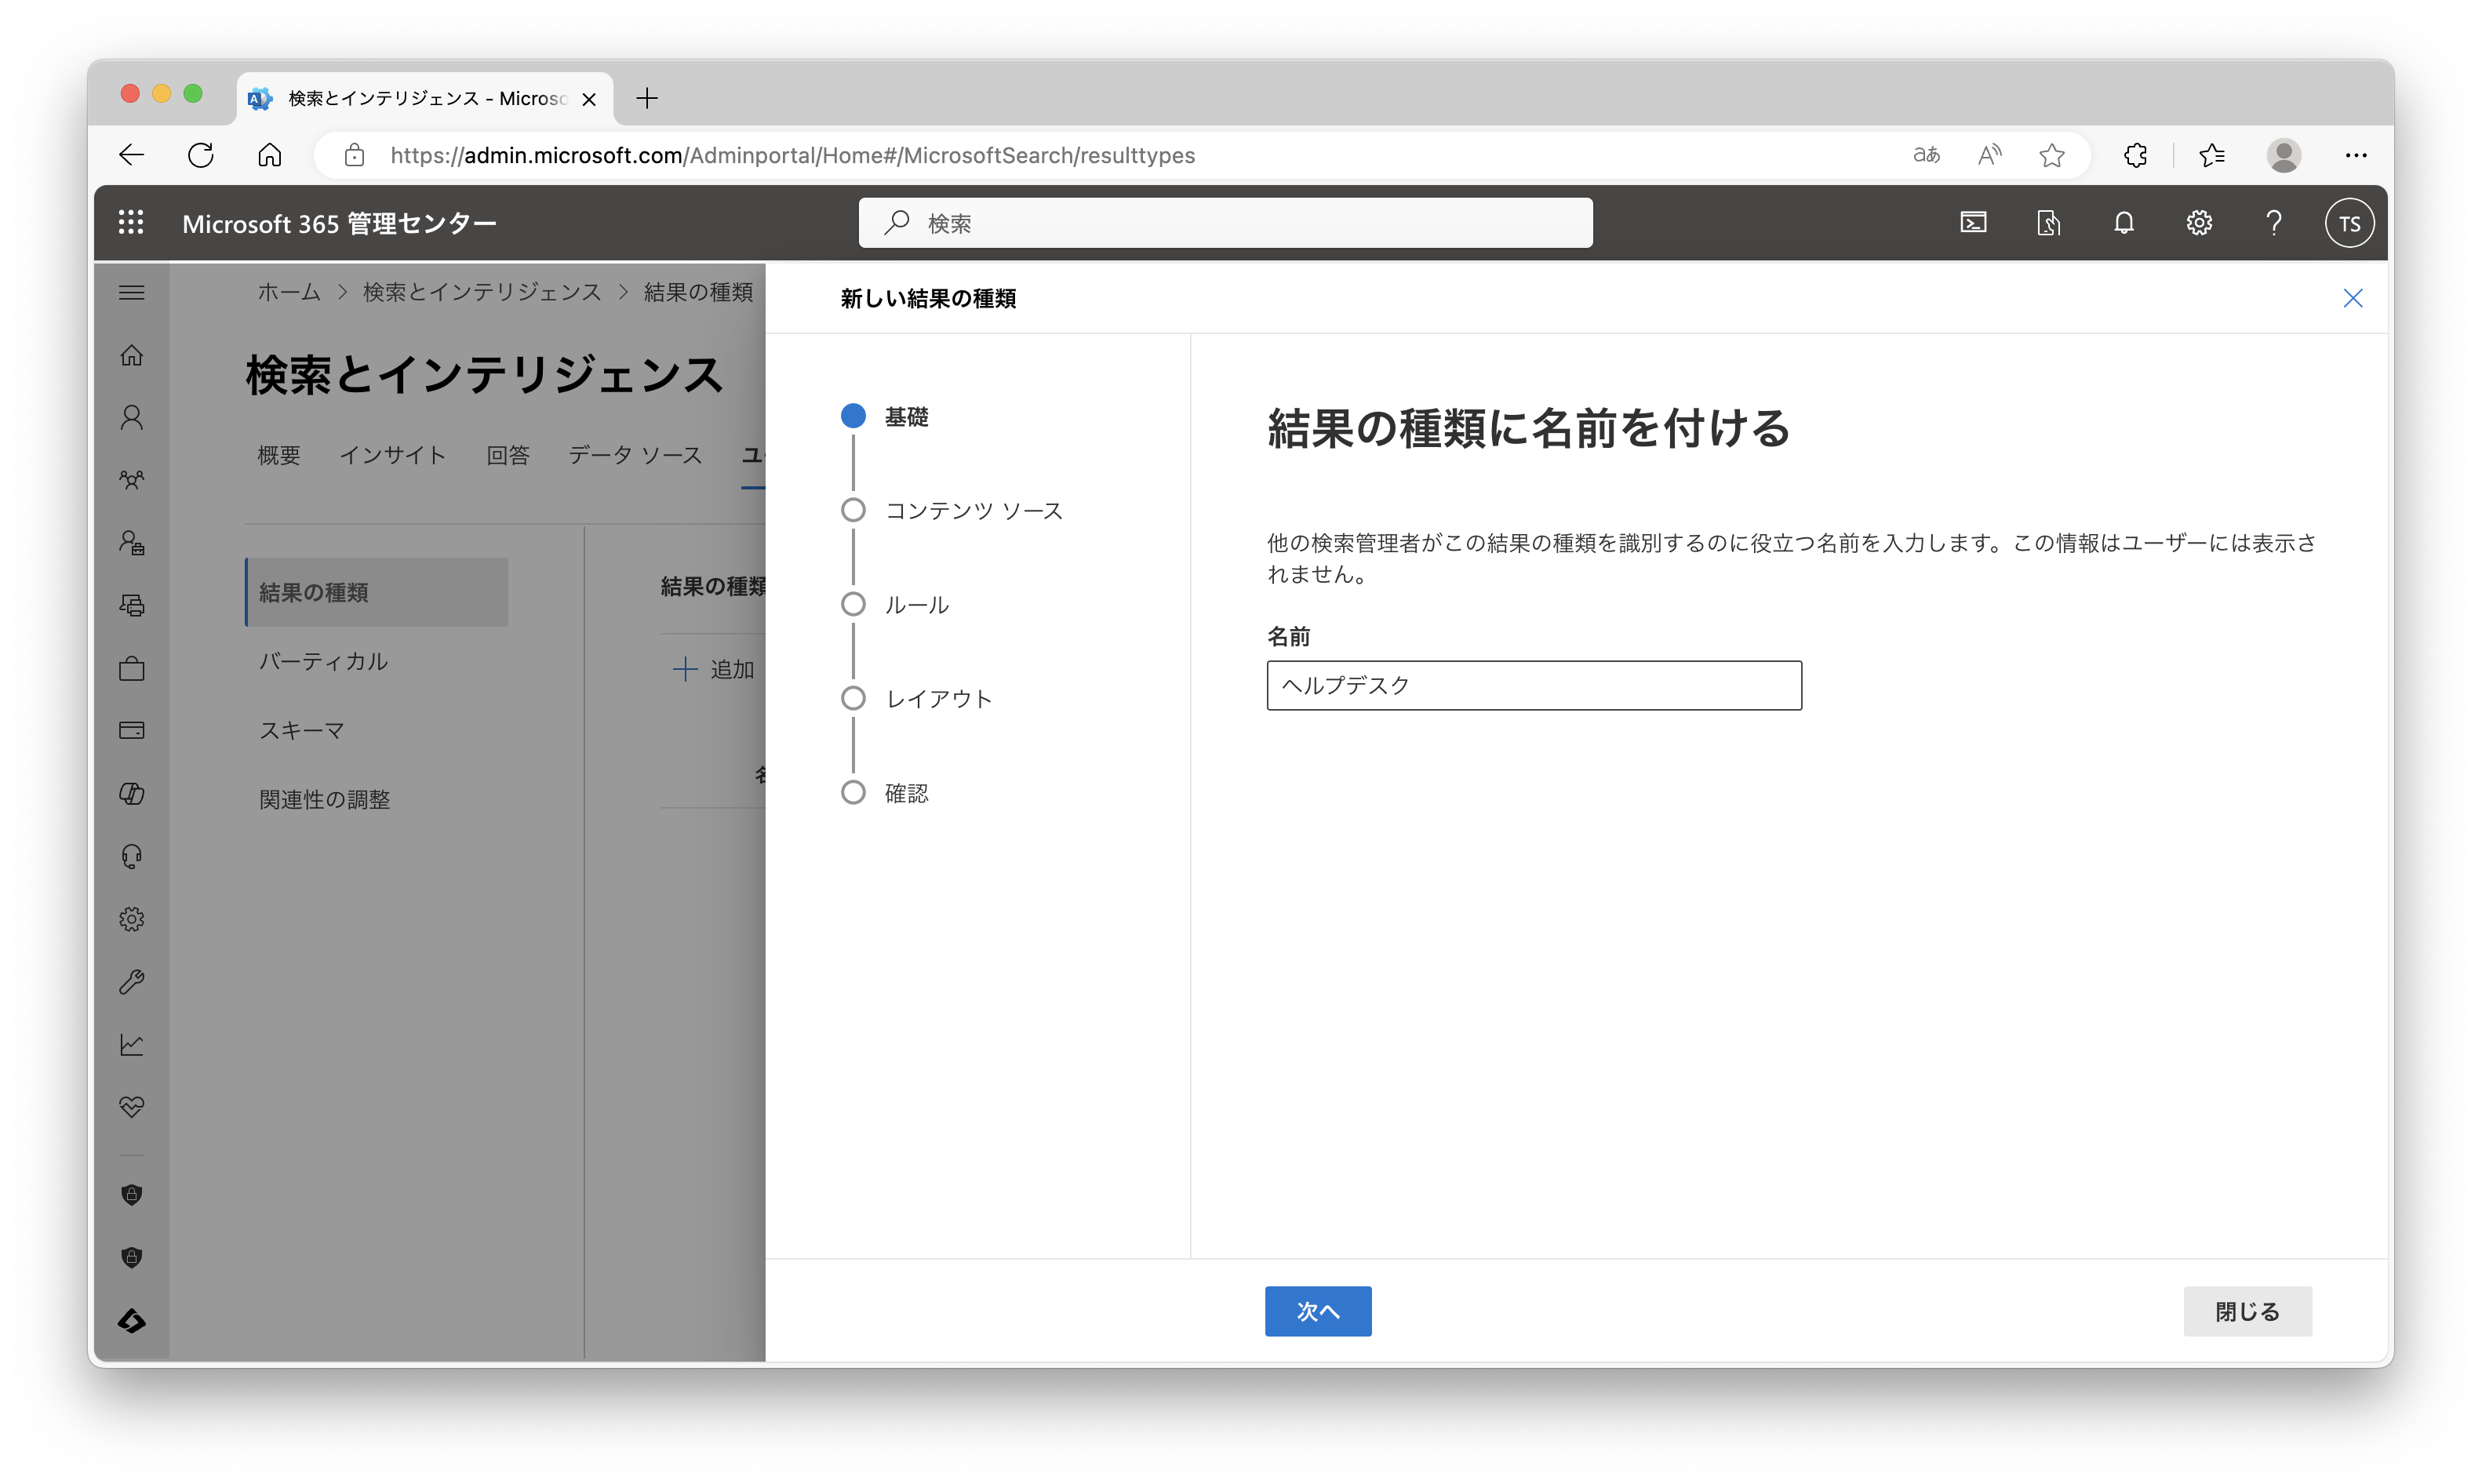 検索とインテリジェンス - Microso
https://admin.microsoft.com/Adminportal/Home#/MicrosoftSearch/resulttypes
Microsoft 365 管理センター
検索
TS
ホーム > 検索とインテリジェンス > 結果の種類
検索とインテリジェンス
概要 インサイト 回答 データ ソース ユ
結果の種類
バーティカル
スキーマ
関連性の調整
結果の種類
追加
名
新しい結果の種類
基礎
コンテンツ ソース
ルール
レイアウト
確認
結果の種類に名前を付ける
他の検索管理者がこの結果の種類を識別するのに役立つ名前を入力します。この情報はユーザーには表示さ
れません。
名前
ヘルプデスク
次へ
閉じる